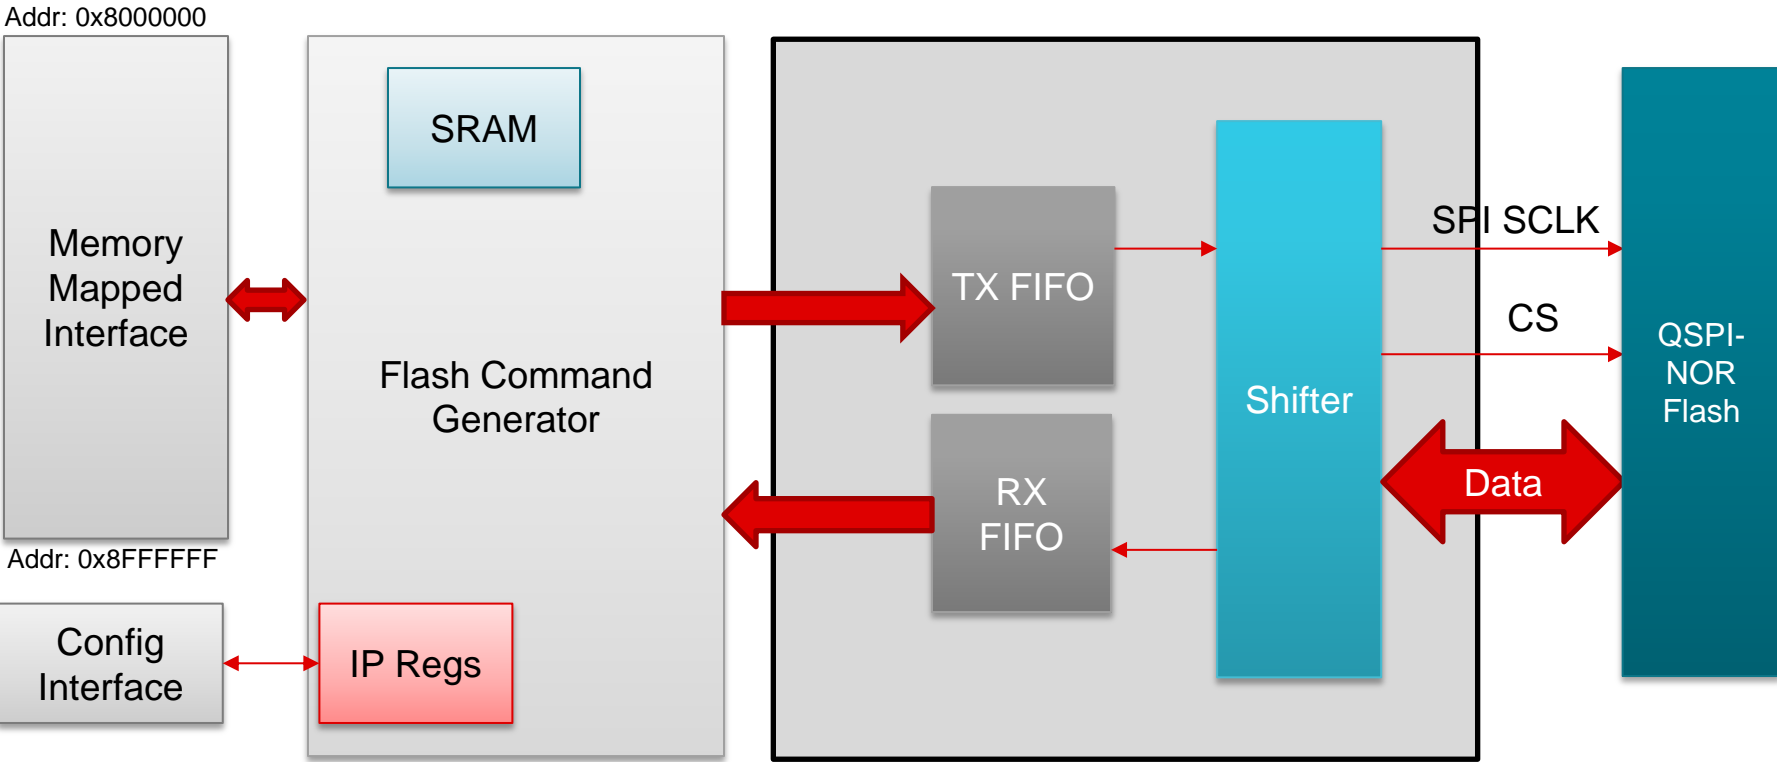 Addr: 0x8000000
Memory
Mapped
Interface
Addr: 0x8FFFFFF
Config
Interface
SRAM
Flash Command
Generator
IP Regs
TX FIFO
RX
FIFO
Shifter
SPI SCLK
CS
Data
QSPI-
NOR
Flash